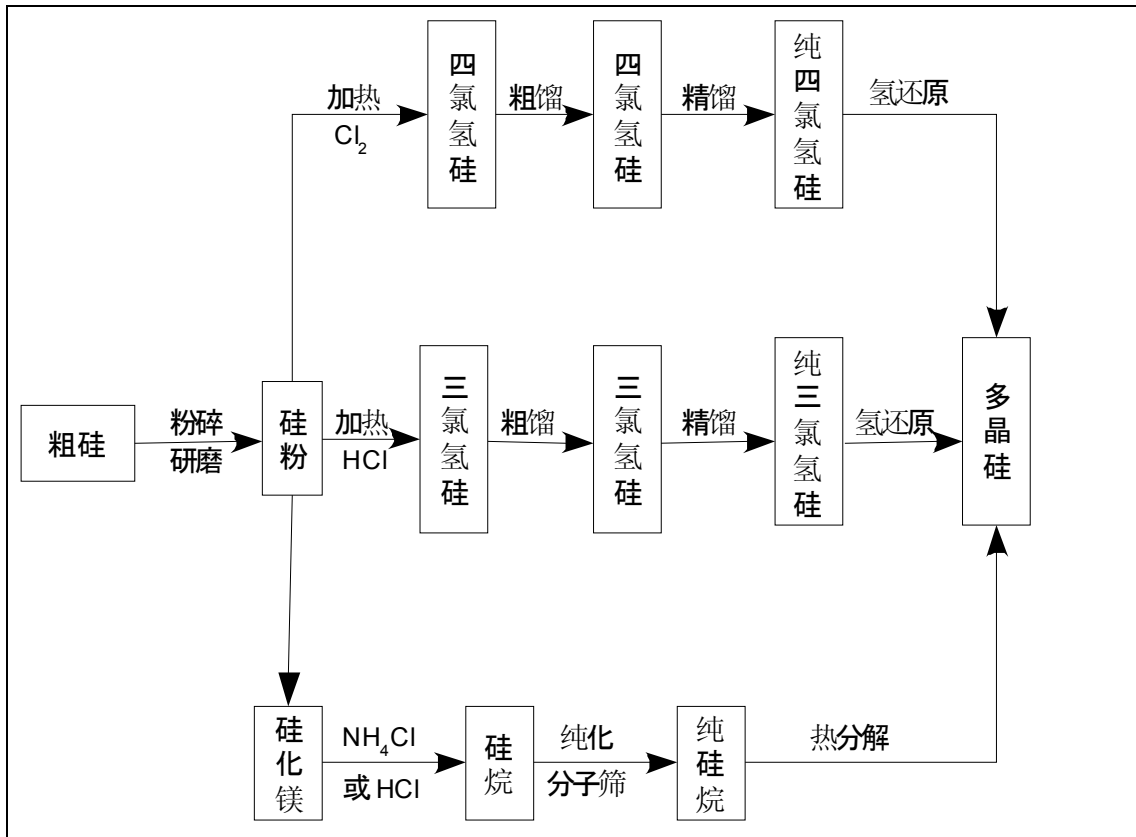 四氯氢硅
四氯氢硅
纯四氯氢硅
加热
Cl₂
粗馏
精馏
氢还原
粗硅
粉碎
研磨
硅粉
加热
HCl
三氯氢硅
粗馏
三氯氢硅
精馏
纯三氯氢硅
氢还原
多晶硅
硅化镁
NH₄Cl
或 HCl
硅烷
纯化
分子筛
纯硅烷
热分解